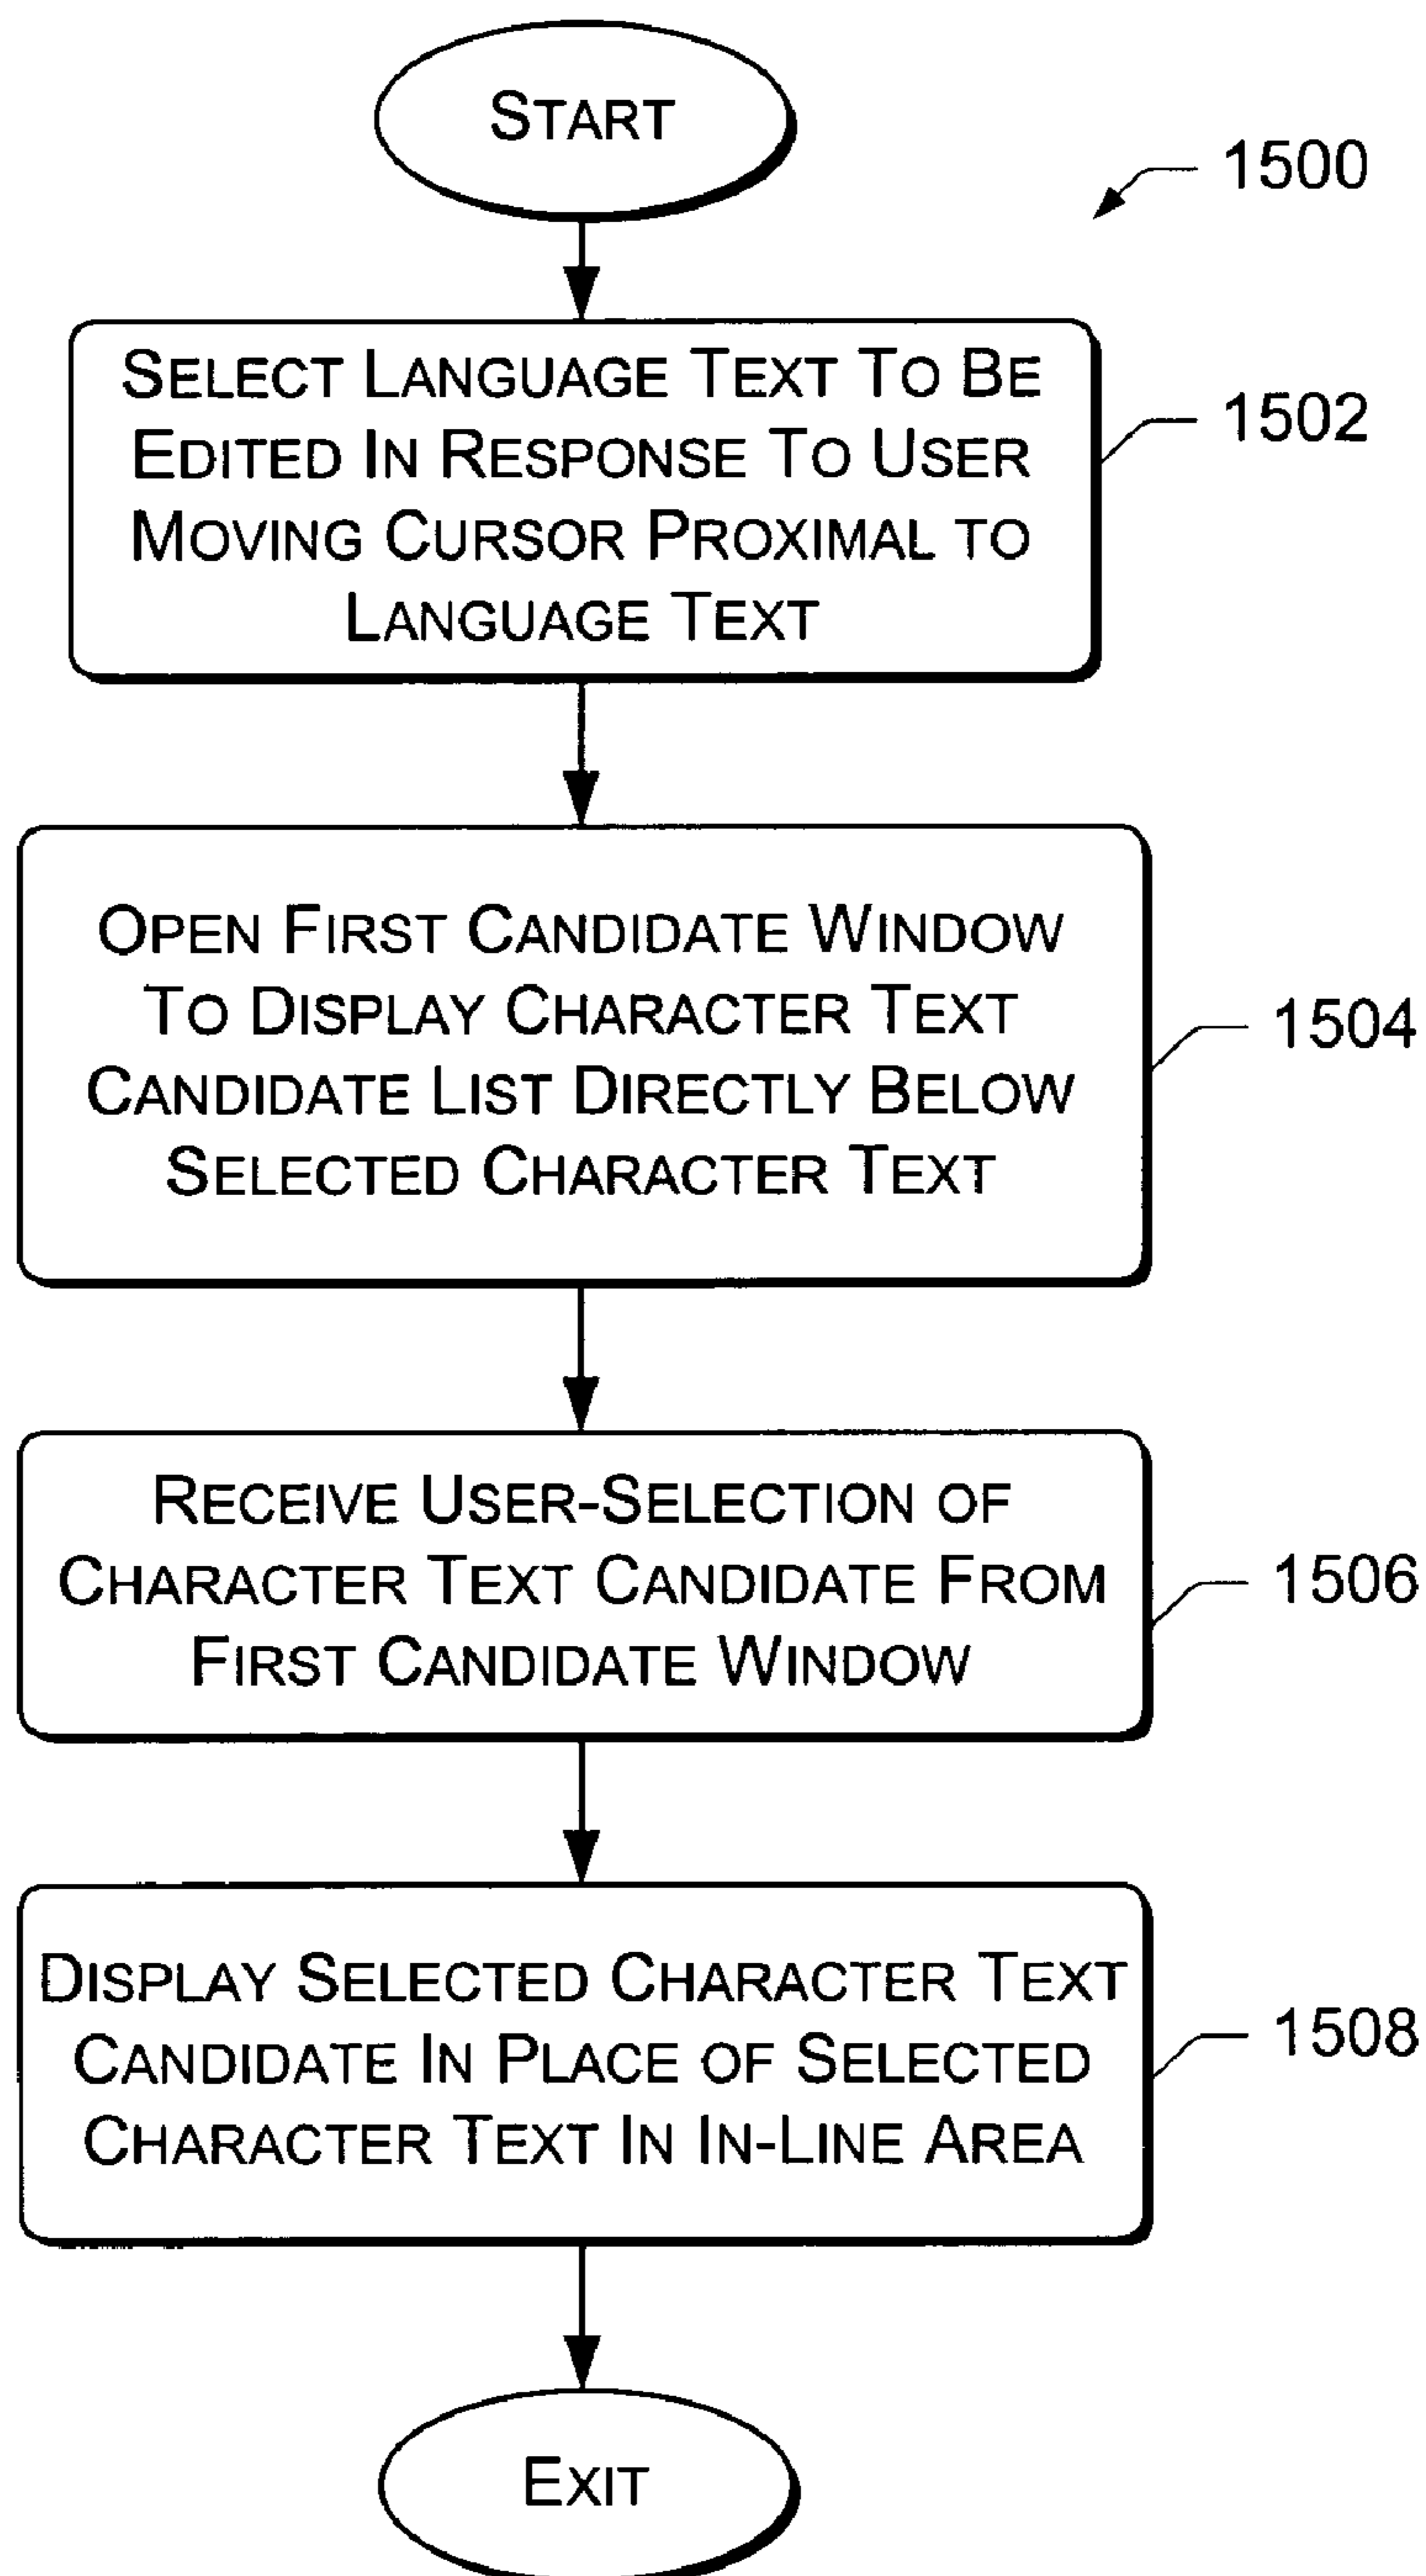 START
1500
SELECT LANGUAGE TEXT TO BE
EDITED IN RESPONSE TO USER
MOVING CURSOR PROXIMAL TO
LANGUAGE TEXT
1502
OPEN FIRST CANDIDATE WINDOW
TO DISPLAY CHARACTER TEXT
CANDIDATE LIST DIRECTLY BELOW
SELECTED CHARACTER TEXT
1504
RECEIVE USER-SELECTION OF
CHARACTER TEXT CANDIDATE FROM
FIRST CANDIDATE WINDOW
1506
DISPLAY SELECTED CHARACTER TEXT
CANDIDATE IN PLACE OF SELECTED
CHARACTER TEXT IN IN-LINE AREA
1508
EXIT